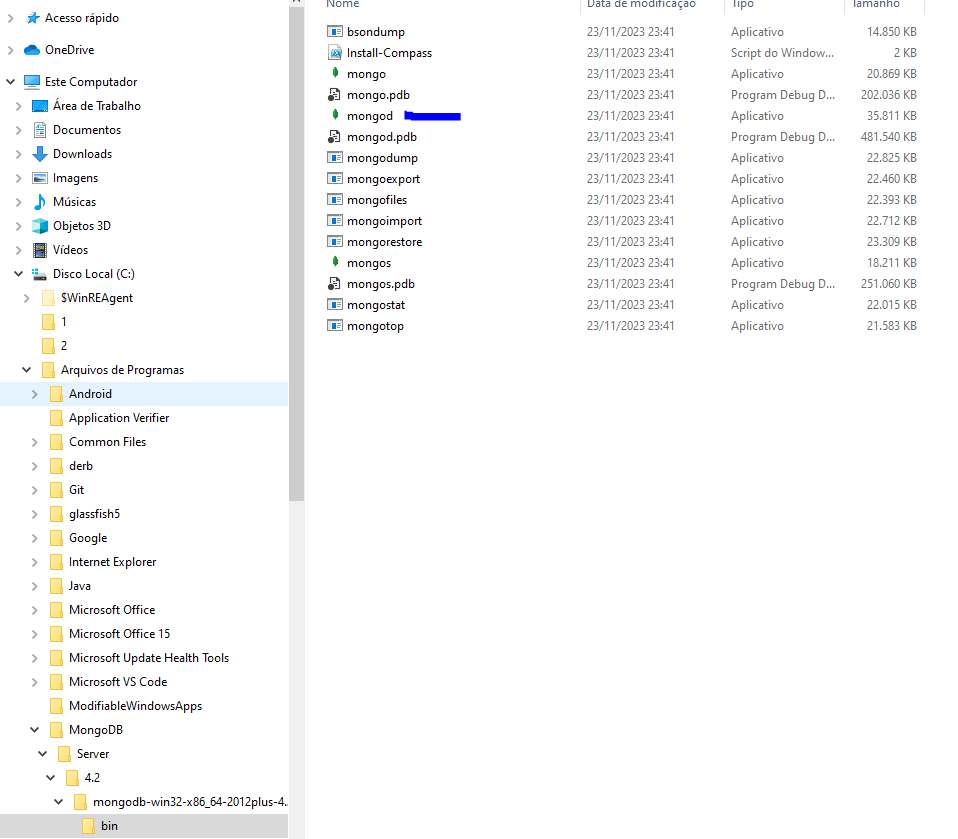 Acesso rápido
OneDrive
Este Computador
Área de Trabalho
Documentos
Downloads
Imagens
Músicas
Objetos 3D
Vídeos
Disco Local (C:)
$WinREAgent
1
2
Arquivos de Programas
Android
Application Verifier
Common Files
derb
Git
glassfish5
Google
Internet Explorer
Java
Microsoft Office
Microsoft Office 15
Microsoft Update Health Tools
Microsoft VS Code
ModifiableWindowsApps
MongoDB
Server
4.2
mongodb-win32-x86_64-2012plus-4...
bin
Nome Data de modificação Tipo Tamanho
bsondump 23/11/2023 23:41 Aplicativo 14.850 KB
Install-Compass 23/11/2023 23:41 Script do Window... 2 KB
mongo 23/11/2023 23:41 Aplicativo 20.869 KB
mongo.pdb 23/11/2023 23:41 Program Debug D... 202.036 KB
mongod 23/11/2023 23:41 Aplicativo 35.811 KB
mongod.pdb 23/11/2023 23:41 Program Debug D... 481.540 KB
mongodump 23/11/2023 23:41 Aplicativo 22.825 KB
mongoexport 23/11/2023 23:41 Aplicativo 22.460 KB
mongofiles 23/11/2023 23:41 Aplicativo 22.393 KB
mongoimport 23/11/2023 23:41 Aplicativo 22.712 KB
mongorestore 23/11/2023 23:41 Aplicativo 23.309 KB
mongos 23/11/2023 23:41 Aplicativo 18.211 KB
mongos.pdb 23/11/2023 23:41 Program Debug D... 251.060 KB
mongostat 23/11/2023 23:41 Aplicativo 22.015 KB
mongotop 23/11/2023 23:41 Aplicativo 21.583 KB